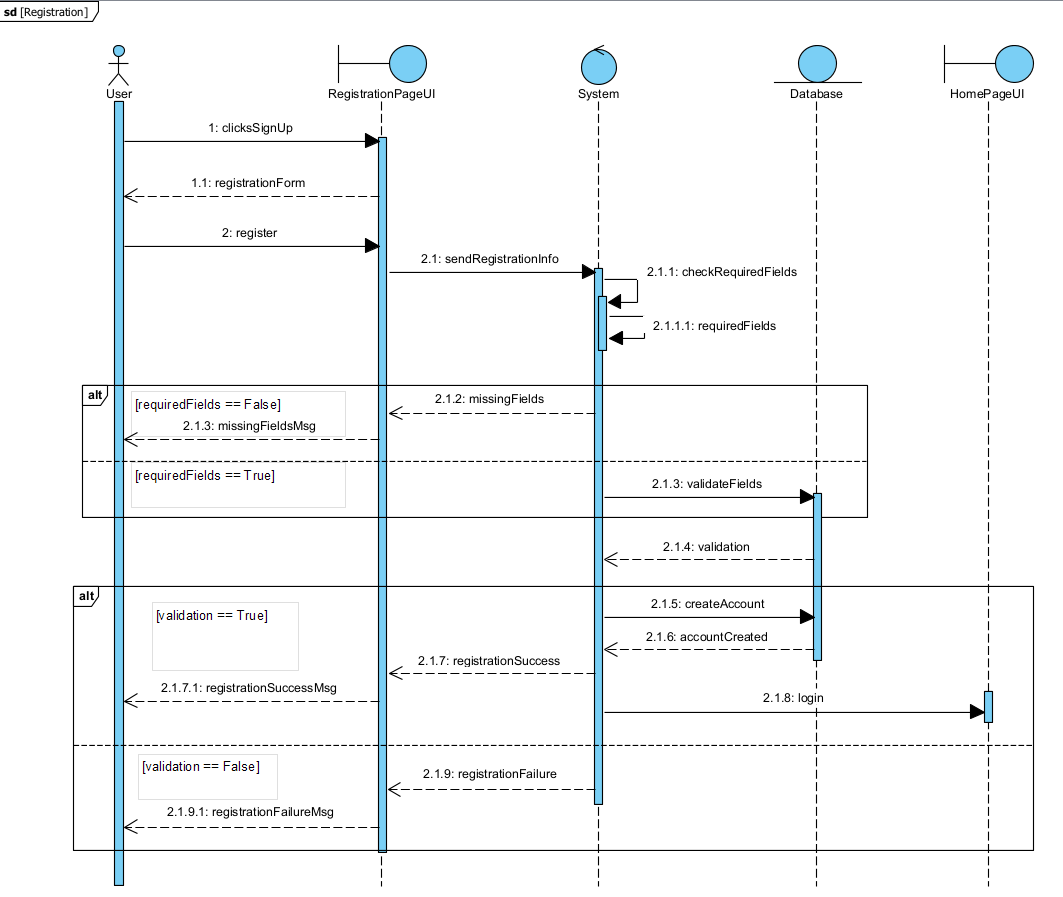 sd [Registration]
User
RegistrationPageUI
System
Database
HomePageUI
1: clicksSignUp
1.1: registrationForm
2: register
2.1: sendRegistrationInfo
2.1.1: checkRequiredFields
2.1.1.1: requiredFields
alt
[requiredFields == False]
2.1.2: missingFields
2.1.3: missingFieldsMsg
[requiredFields == True]
2.1.3: validateFields
2.1.4: validation
alt
[validation == True]
2.1.5: createAccount
2.1.6: accountCreated
2.1.7: registrationSuccess
2.1.7.1: registrationSuccessMsg
2.1.8: login
[validation == False]
2.1.9: registrationFailure
2.1.9.1: registrationFailureMsg